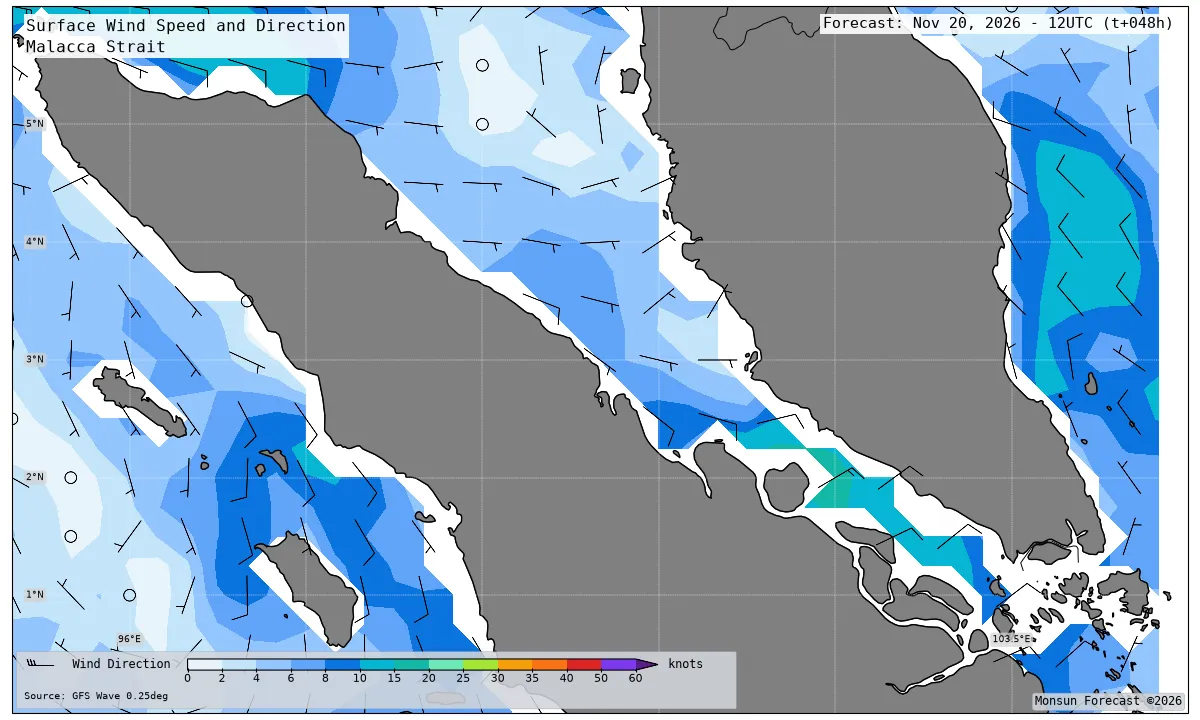 Surface Wind Speed and Direction
Malacca Strait
Forecast: Nov 20, 2026 - 12UTC (t+048h)
5°N
4°N
3°N
2°N
1°N
96°E
103.5°E
Wind Direction
0 2 4 6 8 10 15 20 25 30 35 40 50 60
knots
Source: GFS Wave 0.25deg
Monsun Forecast ©2026